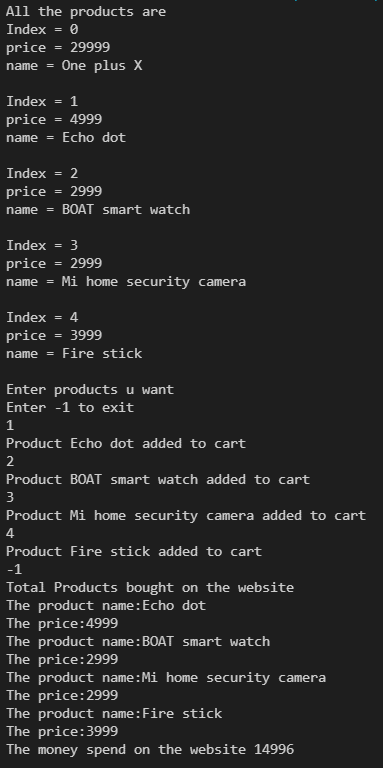 All the products are
Index = 0
price = 29999
name = One plus X
Index = 1
price = 4999
name = Echo dot
Index = 2
price = 2999
name = BOAT smart watch
Index = 3
price = 2999
name = Mi home security camera
Index = 4
price = 3999
name = Fire stick
Enter products u want
Enter -1 to exit
1
Product Echo dot added to cart
2
Product BOAT smart watch added to cart
3
Product Mi home security camera added to cart
4
Product Fire stick added to cart
-1
Total Products bought on the website
The product name:Echo dot
The price:4999
The product name:BOAT smart watch
The price:2999
The product name:Mi home security camera
The price:2999
The product name:Fire stick
The price:3999
The money spend on the website 14996